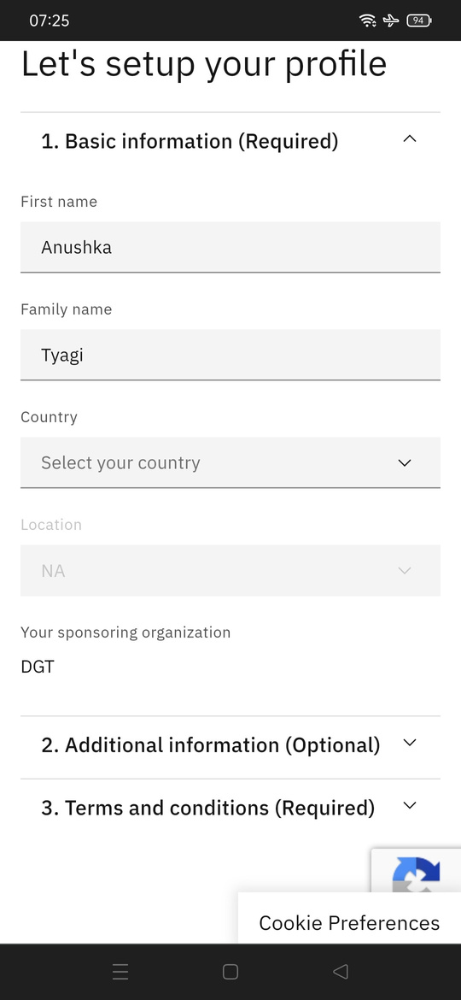 07:25
94
Let's setup your profile
1. Basic information (Required)
First name
Anushka
Family name
Tyagi
Country
Select your country
Location
NA
Your sponsoring organization
DGT
2. Additional information (Optional)
3. Terms and conditions (Required)
Cookie Preferences